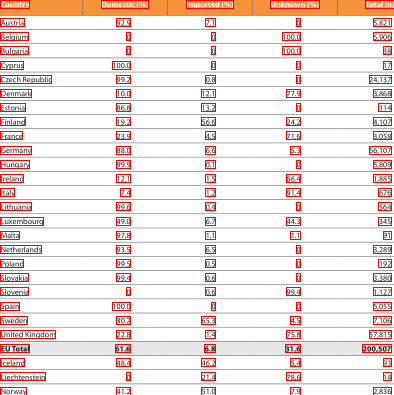 Country Domestic (%) Imported (%) Unknown (%) Total (n)
Austria 92.9 7.1 0 5,821
Belgium 0 0 100.0 5,906
Bulgaria 0 0 100.0 38
Cyprus 100.0 0 0 17
Czech Republic 99.2 0.8 0 24,137
Denmark 10.0 12.1 77.9 3,868
Estonia 86.8 13.2 0 114
Finland 19.2 56.6 24.2 4,107
France 23.9 4.5 71.6 3,058
Germany 88.0 6.6 5.3 56,107
Hungary 99.9 0.1 0 5,809
Ireland 12.1 1.5 86.4 1,885
Italy 7.4 1.2 91.4 676
Lithuania 99.6 0.4 0 564
Luxembourg 49.0 6.7 44.3 345
Malta 97.8 1.1 1.1 91
Netherlands 93.5 6.5 0 3,289
Poland 99.5 0.5 0 192
Slovakia 99.4 0.6 0 3,380
Slovenia 0 0.6 99.4 1,127
Spain 100.0 0 0 5,055
Sweden 30.2 65.3 4.5 7,106
United Kingdom 22.8 1.4 75.8 57,815
EU Total 61.6 6.8 31.6 200,507
Iceland 48.4 46.2 5.4 93
Liechtenstein 0 21.4 78.6 14
Norway 41.2 51.0 7.9 2,836